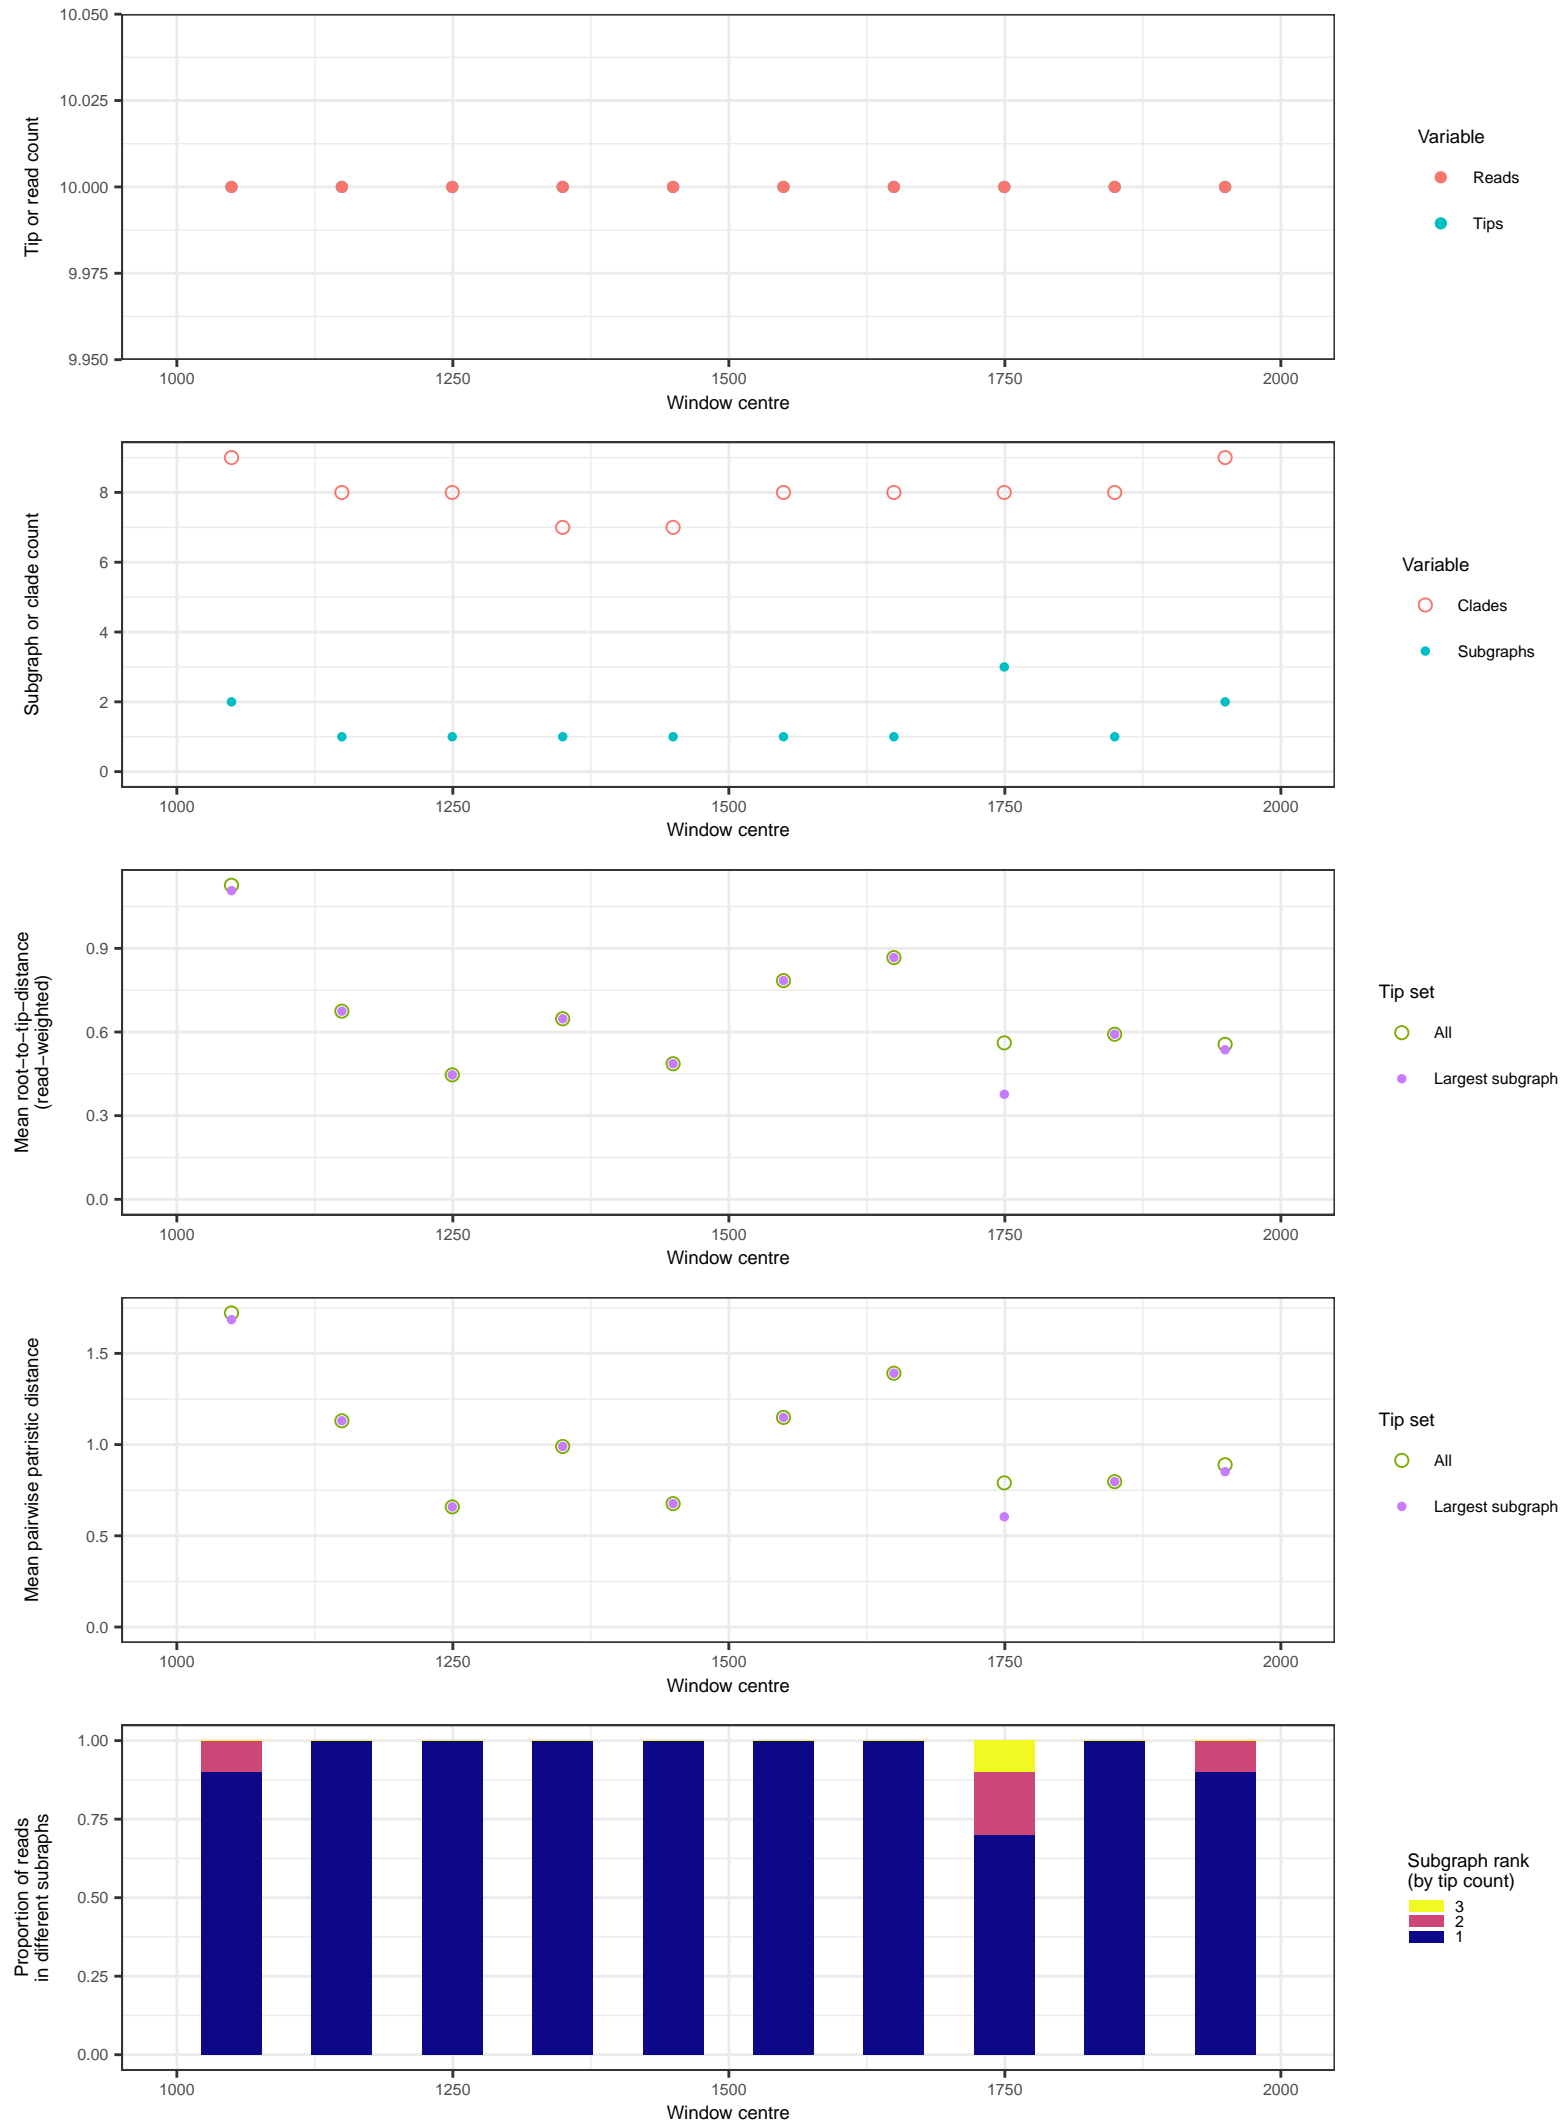 10.050
10.025
10.000
9.975
9.950
Tip or read count
1000 1250 1500 1750 2000
Window centre
Variable
Reads
Tips
8
6
4
2
0
Subgraph or clade count
1000 1250 1500 1750 2000
Window centre
Variable
Clades
Subgraphs
0.9
0.6
0.3
0.0
Mean root−to−tip−distance
(read−weighted)
1000 1250 1500 1750 2000
Window centre
Tip set
All
Largest subgraph
1.5
1.0
0.5
0.0
Mean pairwise patristic distance
1000 1250 1500 1750 2000
Window centre
Tip set
All
Largest subgraph
1.00
0.75
0.50
0.25
0.00
Proportion of reads
in different subraphs
1000 1250 1500 1750 2000
Window centre
Subgraph rank
(by tip count)
3
2
1